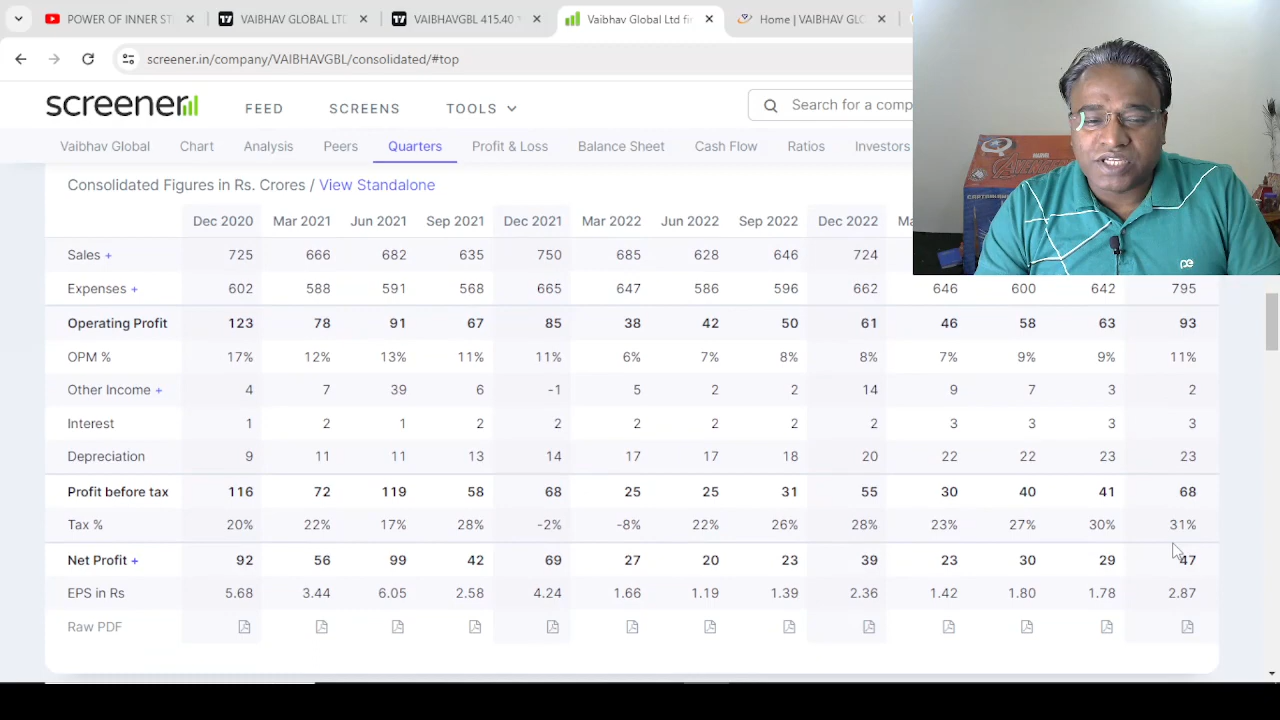 POWER OF INNER ST
VAIBHAV GLOBAL LTD
VAIBHAVGBL 415.40
Vaibhav Global Ltd fin
Home | VAIBHAV GLO
screener.in/company/VAIBHAVGBL/consolidated/#top
screener FEED SCREENS TOOLS Search for a comp
Vaibhav Global Chart Analysis Peers Quarters Profit & Loss Balance Sheet Cash Flow Ratios Investors
Consolidated Figures in Rs. Crores / View Standalone
Dec 2020 Mar 2021 Jun 2021 Sep 2021 Dec 2021 Mar 2022 Jun 2022 Sep 2022 Dec 2022
Sales + 725 666 682 635 750 685 628 646 724
Expenses + 602 588 591 568 665 647 586 596 662 646 600 642 795
Operating Profit 123 78 91 67 85 38 42 50 61 46 58 63 93
OPM % 17% 12% 13% 11% 11% 6% 7% 8% 8% 7% 9% 9% 11%
Other Income + 4 7 39 6 -1 5 2 2 14 9 7 3 2
Interest 1 2 1 2 2 2 2 2 2 3 3 3 3
Depreciation 9 11 11 13 14 17 17 18 20 22 22 23 23
Profit before tax 116 72 119 58 68 25 25 31 55 30 40 41 68
Tax % 20% 22% 17% 28% -2% -8% 22% 26% 28% 23% 27% 30% 31%
Net Profit + 92 56 99 42 69 27 20 23 39 23 30 29 47
EPS in Rs 5.68 3.44 6.05 2.58 4.24 1.66 1.19 1.39 2.36 1.42 1.80 1.78 2.87
Raw PDF
MARVEL
pe